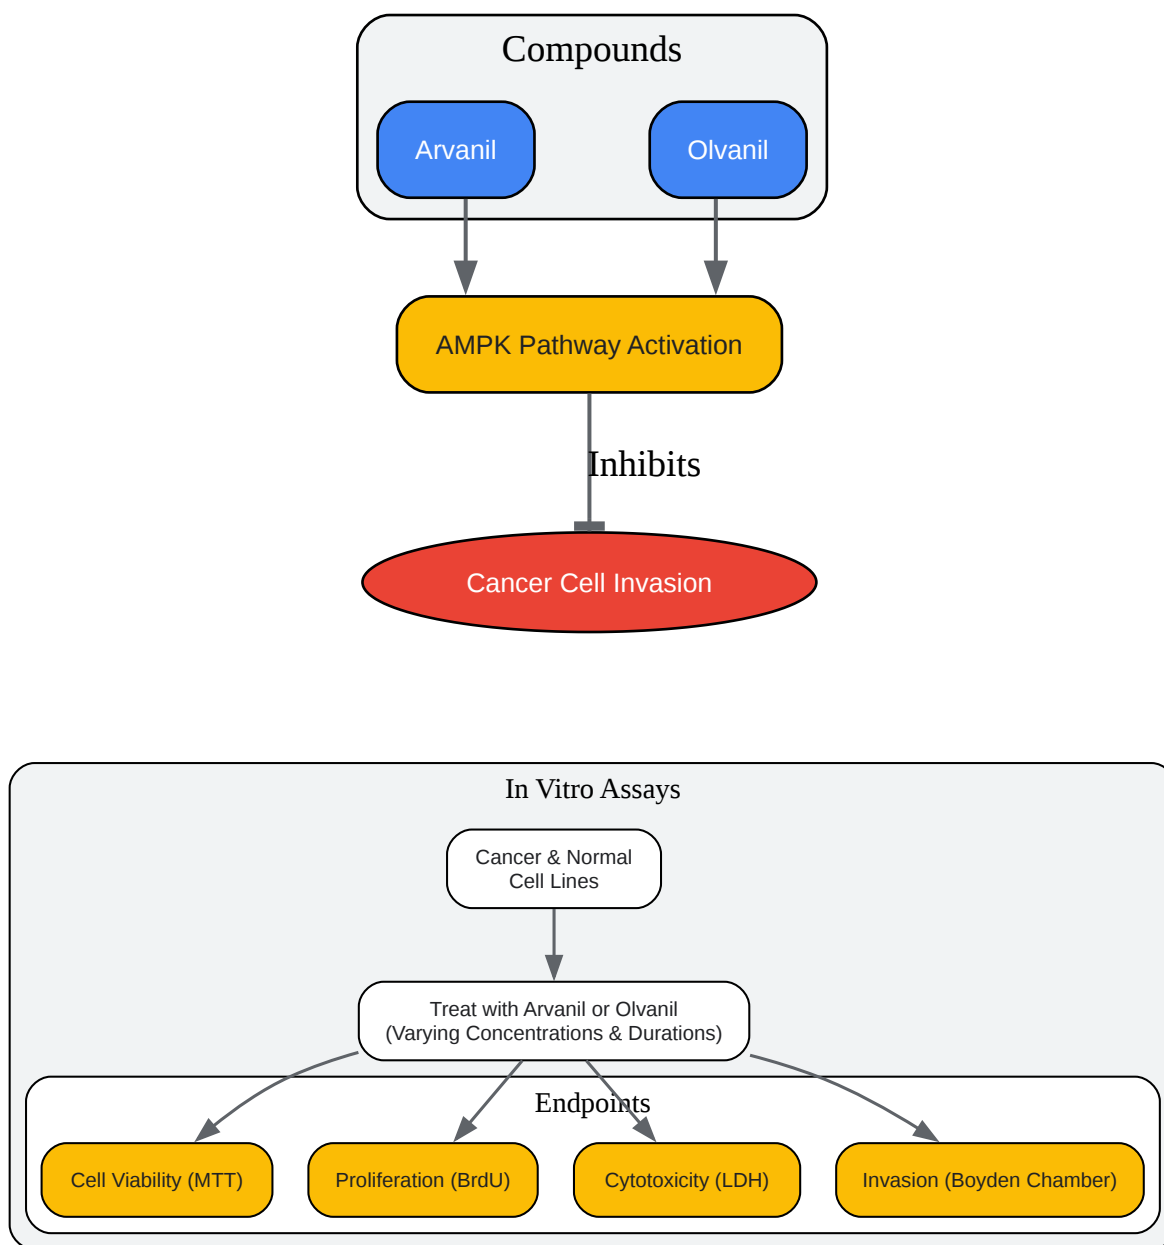 Compounds
Arvanil
Olvanil
AMPK Pathway Activation
Inhibits
Cancer Cell Invasion
In Vitro Assays
Cancer & Normal
Cell Lines
Treat with Arvanil or Olvanil
(Varying Concentrations & Durations)
Endpoints
Cell Viability (MTT)
Proliferation (BrdU)
Cytotoxicity (LDH)
Invasion (Boyden Chamber)